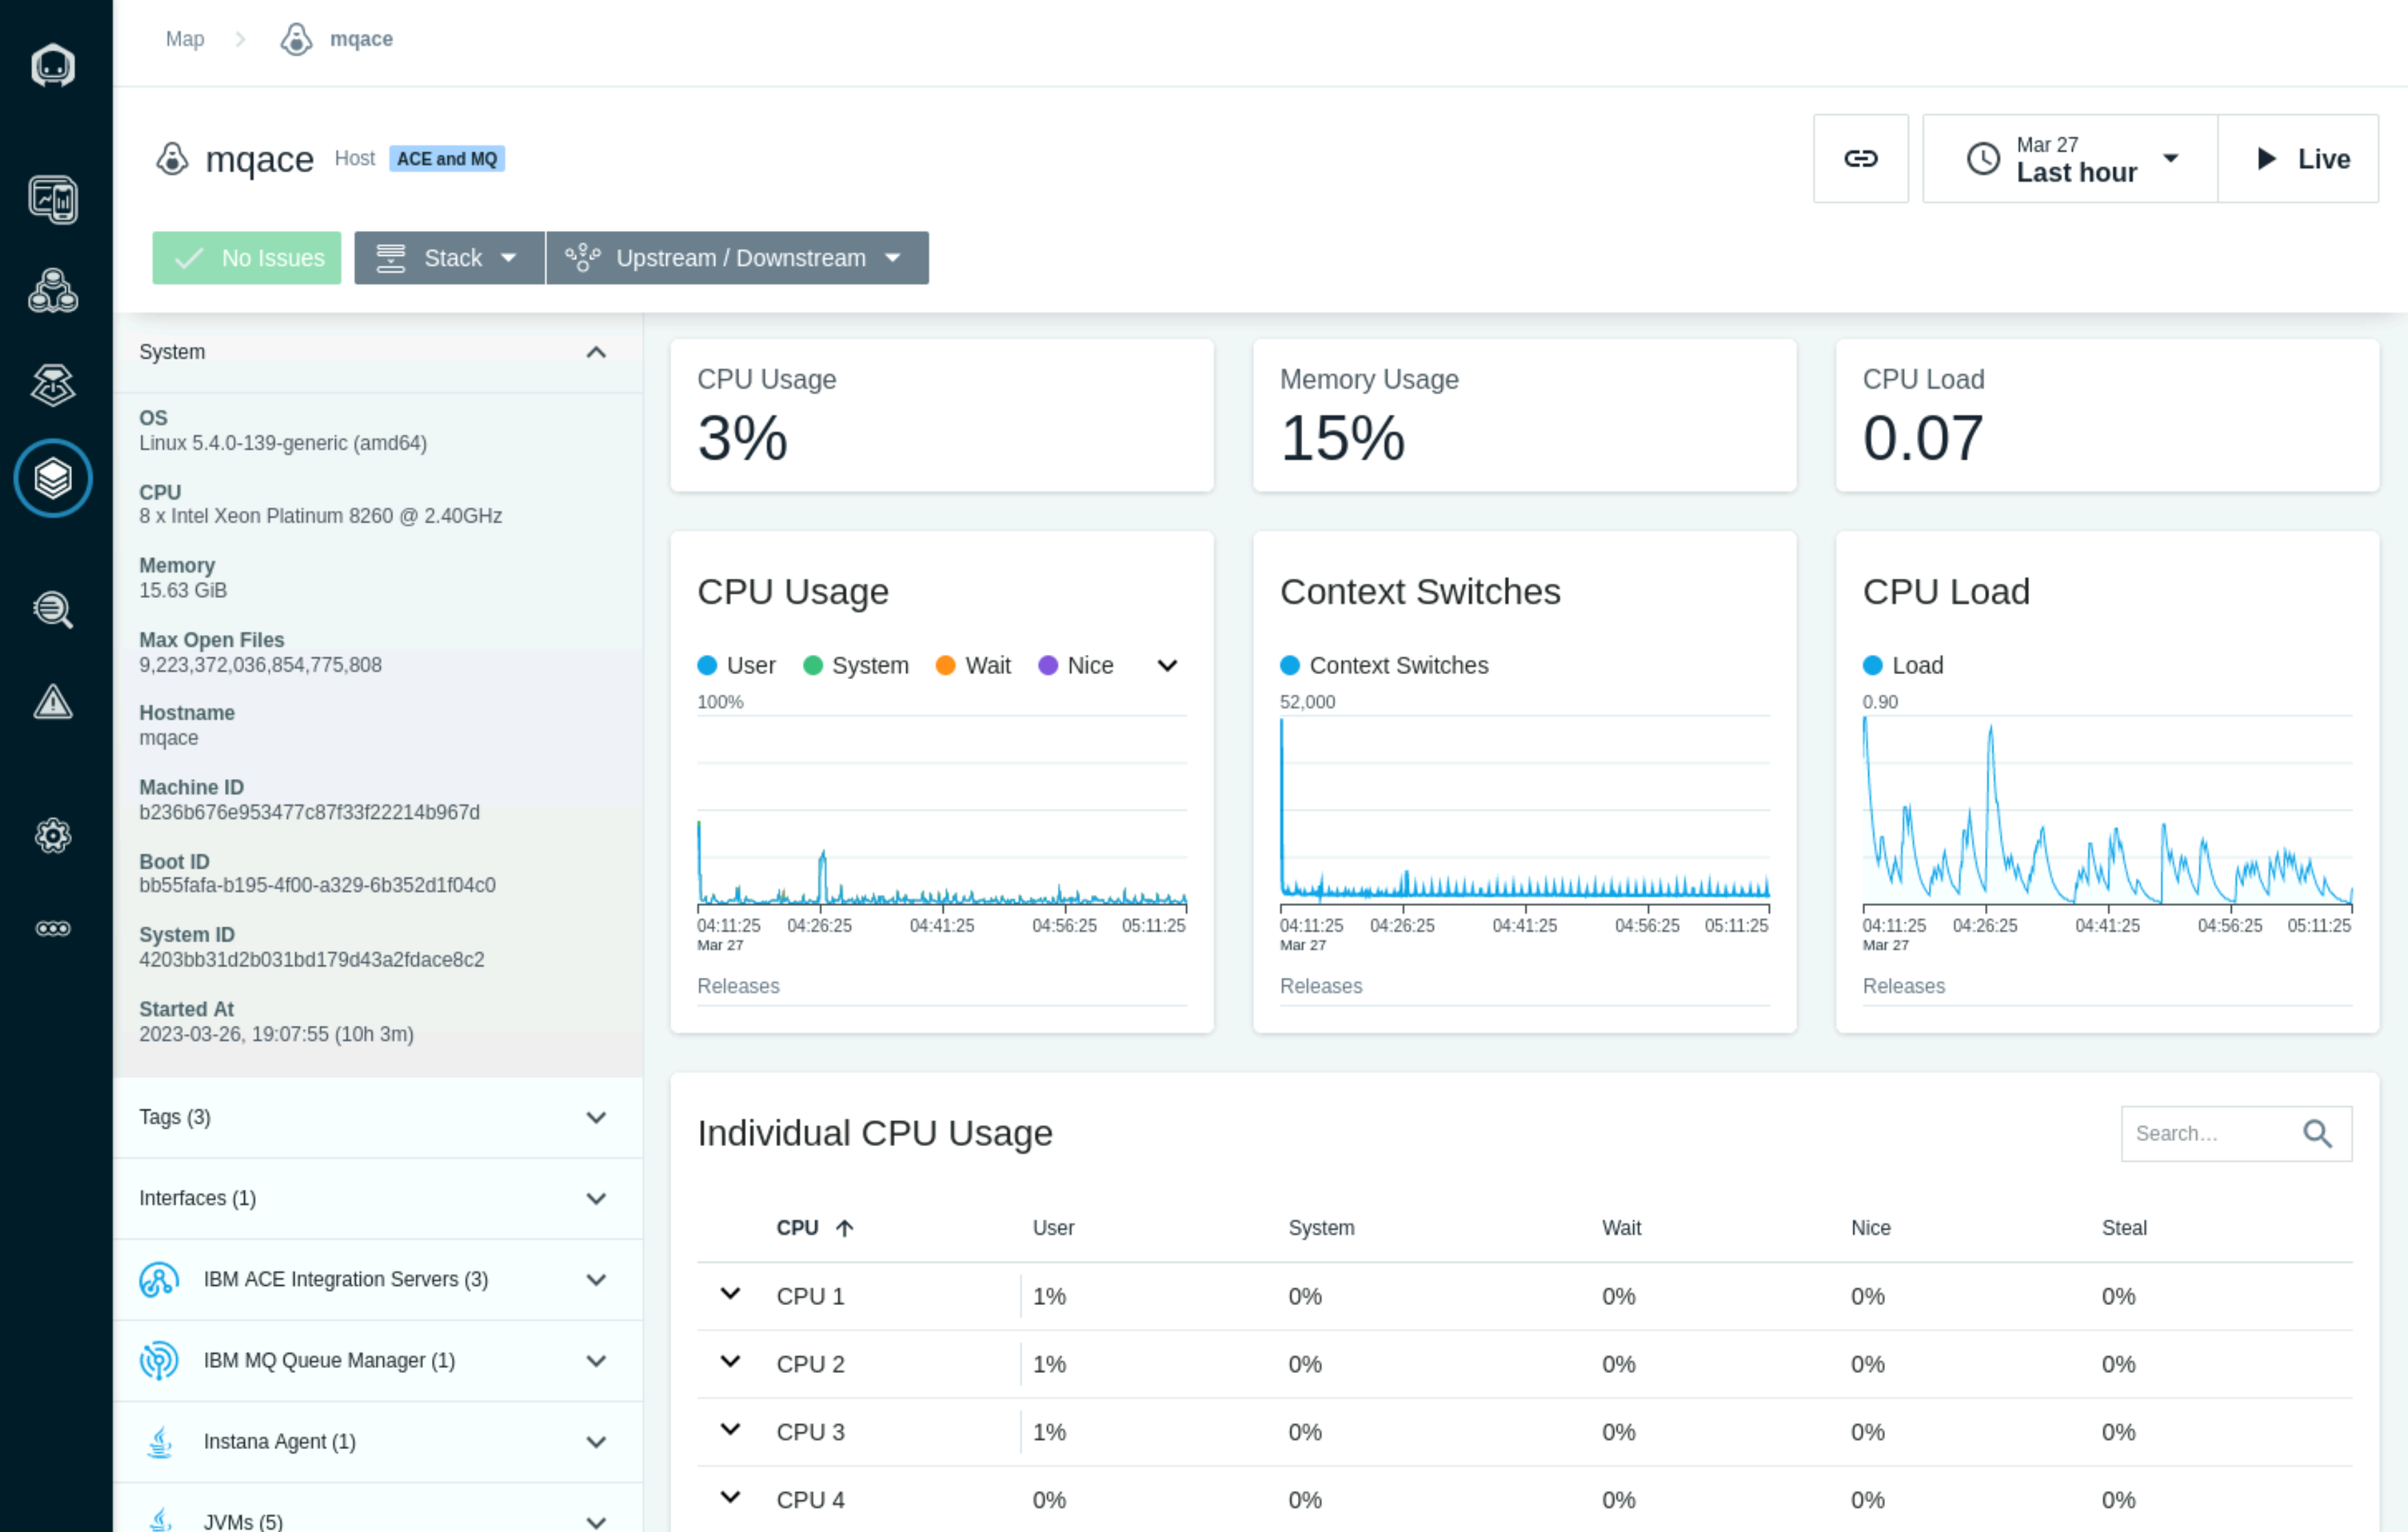 Map
mqace
mqace Host ACE and MQ
Mar 27
Last hour
Live
No Issues
Stack
Upstream / Downstream
System
OS
Linux 5.4.0-139-generic (amd64)
CPU
8 x Intel Xeon Platinum 8260 @ 2.40GHz
Memory
15.63 GiB
Max Open Files
9,223,372,036,854,775,808
Hostname
mqace
Machine ID
b236b676e953477c87f33f22214b967d
Boot ID
bb55fafa-b195-4f00-a329-6b352d1f04c0
System ID
4203bb31d2b031bd179d43a2fdace8c2
Started At
2023-03-26, 19:07:55 (10h 3m)
Tags (3)
Interfaces (1)
IBM ACE Integration Servers (3)
IBM MQ Queue Manager (1)
Instana Agent (1)
JVMs (5)
CPU Usage
3%
Memory Usage
15%
CPU Load
0.07
CPU Usage
User System Wait Nice
100%
04:11:25 04:26:25 04:41:25 04:56:25 05:11:25
Mar 27
Releases
Context Switches
Context Switches
52,000
04:11:25 04:26:25 04:41:25 04:56:25 05:11:25
Mar 27
Releases
CPU Load
Load
0.90
04:11:25 04:26:25 04:41:25 04:56:25 05:11:25
Mar 27
Releases
Individual CPU Usage
Search...
CPU User System Wait Nice Steal
CPU 1 1% 0% 0% 0% 0%
CPU 2 1% 0% 0% 0% 0%
CPU 3 1% 0% 0% 0% 0%
CPU 4 0% 0% 0% 0% 0%